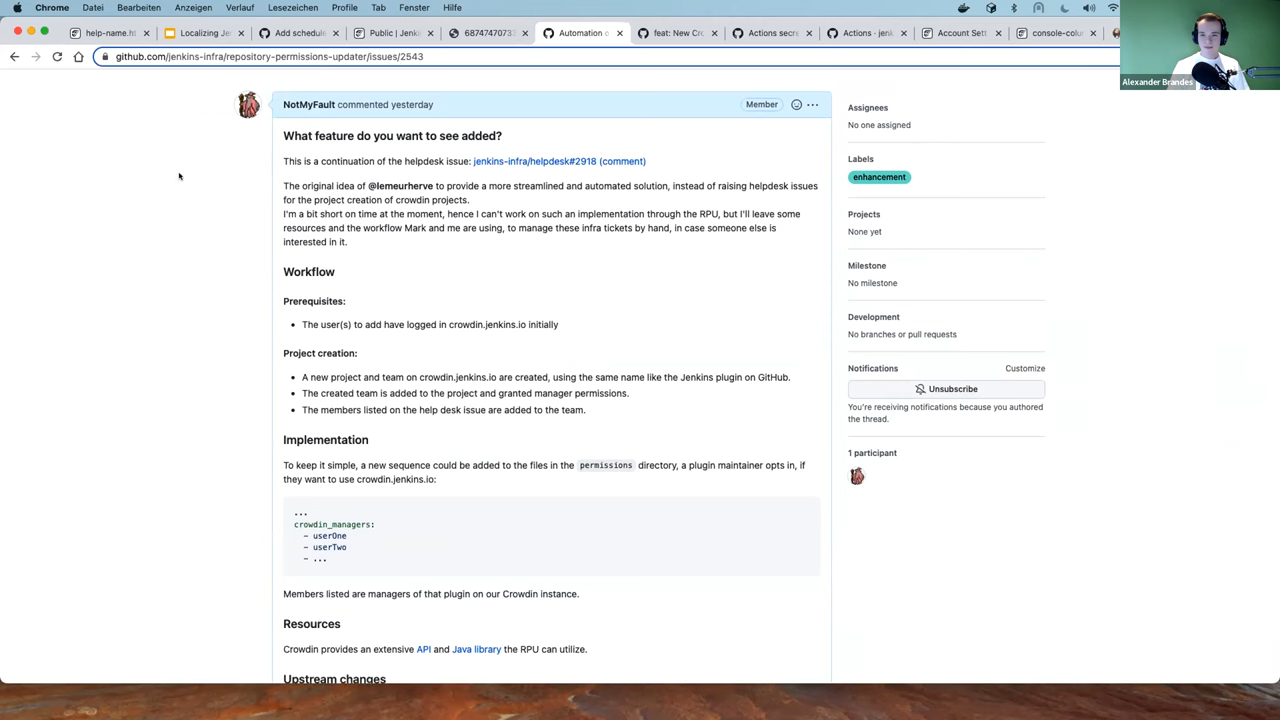 Chrome Datei Bearbeiten Anzeigen Verlauf Lesezeichen Profile Tab Fenster Hilfe
help-name.ht Localizing Je Add schedule Public | Jenki 68747470733 Automation o feat: New Cro Actions secre Actions · jenk Account Sett console-colu
github.com/jenkins-infra/repository-permissions-updater/issues/2543
Alexander Brandes
NotMyFault commented yesterday
Member
What feature do you want to see added?
This is a continuation of the helpdesk issue: jenkins-infra/helpdesk#2918 (comment)
The original idea of @lemeurherve to provide a more streamlined and automated solution, instead of raising helpdesk issues
for the project creation of crowdin projects.
I'm a bit short on time at the moment, hence I can't work on such an implementation through the RPU, but I'll leave some
resources and the workflow Mark and me are using, to manage these infra tickets by hand, in case someone else is
interested in it.
Workflow
Prerequisites:
• The user(s) to add have logged in crowdin.jenkins.io initially
Project creation:
• A new project and team on crowdin.jenkins.io are created, using the same name like the Jenkins plugin on GitHub.
• The created team is added to the project and granted manager permissions.
• The members listed on the help desk issue are added to the team.
Implementation
To keep it simple, a new sequence could be added to the files in the permissions directory, a plugin maintainer opts in, if
they want to use crowdin.jenkins.io:
...
crowdin_managers:
- userOne
- userTwo
- ...
Members listed are managers of that plugin on our Crowdin instance.
Resources
Crowdin provides an extensive API and Java library the RPU can utilize.
Upstream changes
Assignees
No one assigned
Labels
enhancement
Projects
None yet
Milestone
No milestone
Development
No branches or pull requests
Notifications
Customize
Unsubscribe
You're receiving notifications because you authored
the thread.
1 participant